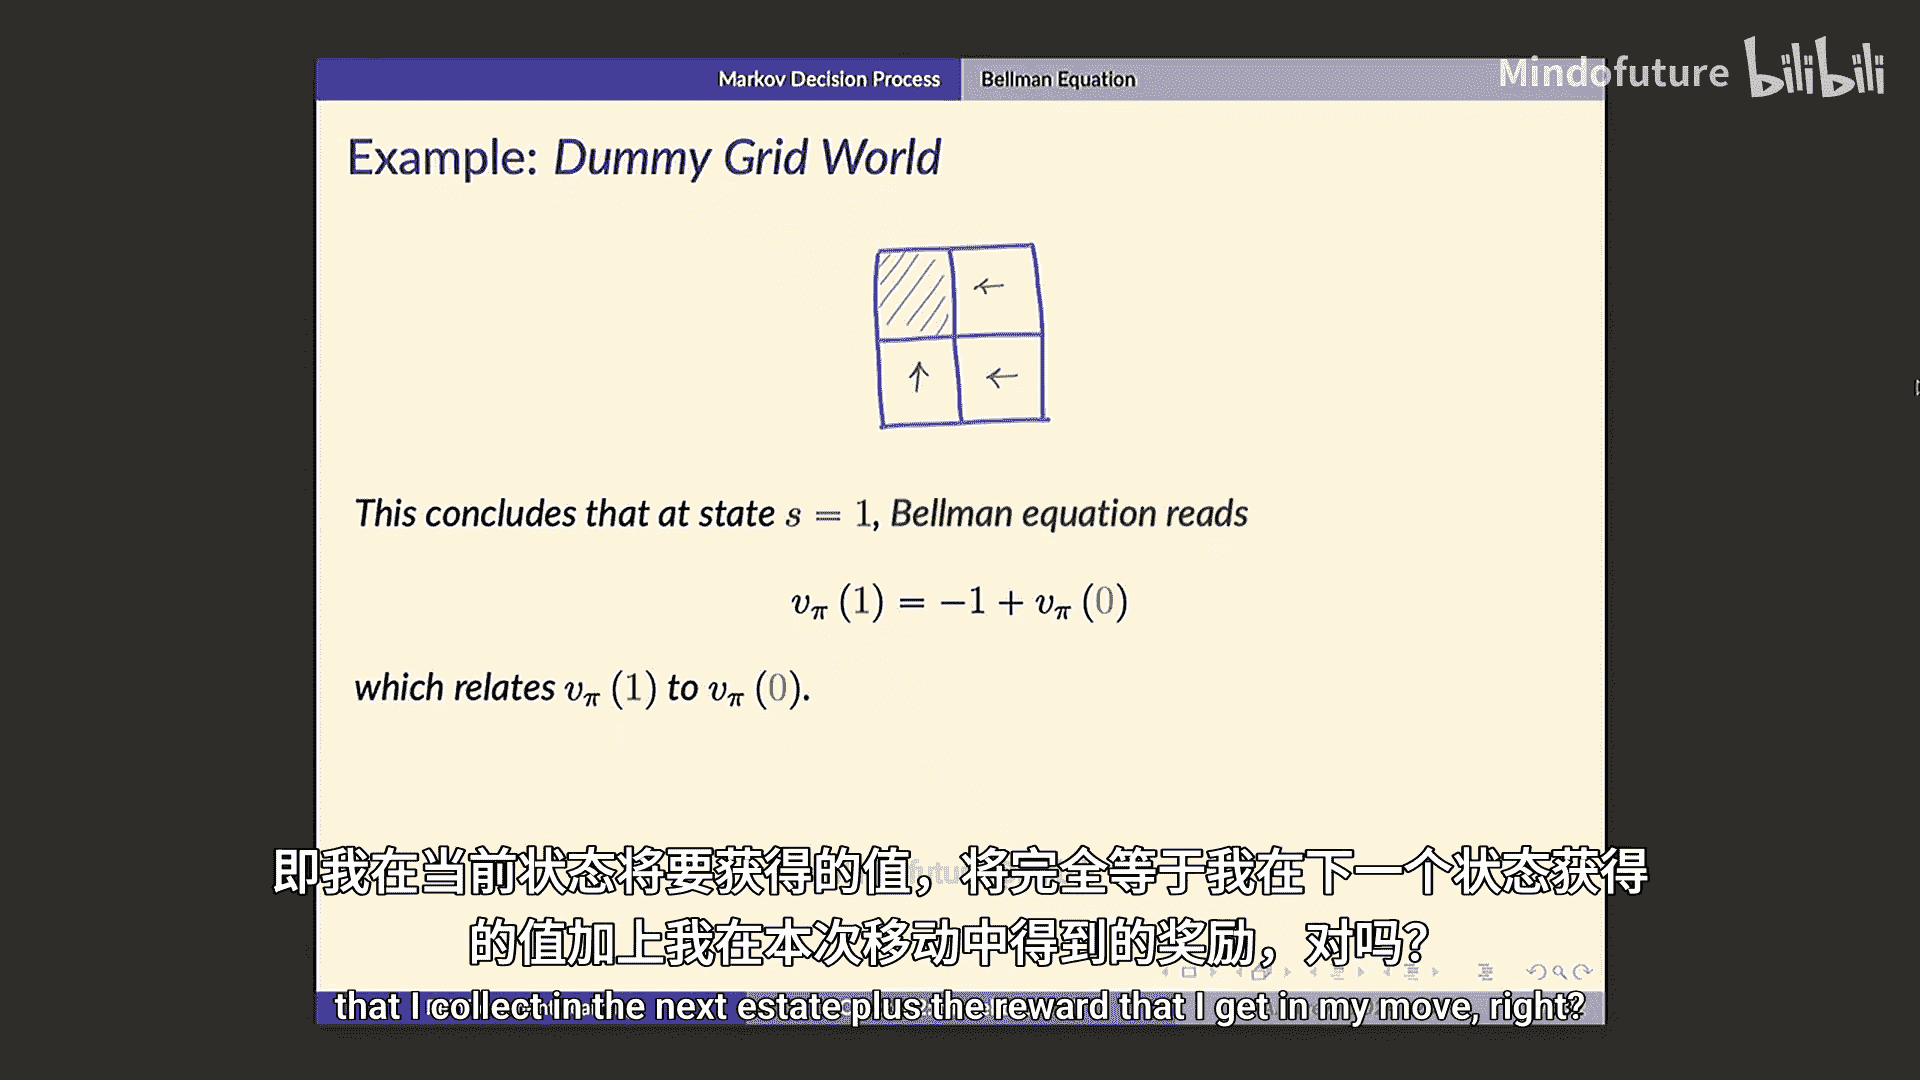 Markov Decision Process
Bellman Equation
Mindofuture bilibili
Example: Dummy Grid World
This concludes that at state s = 1, Bellman equation reads
vπ (1) = −1 + vπ (0)
which relates vπ (1) to vπ (0).
即我在当前状态将要获得的值，将完全等于我在下一个状态获得
的值加上我在本次移动中得到的奖励，对吗？
that I collect in the next estate plus the reward that I get in my move, right?